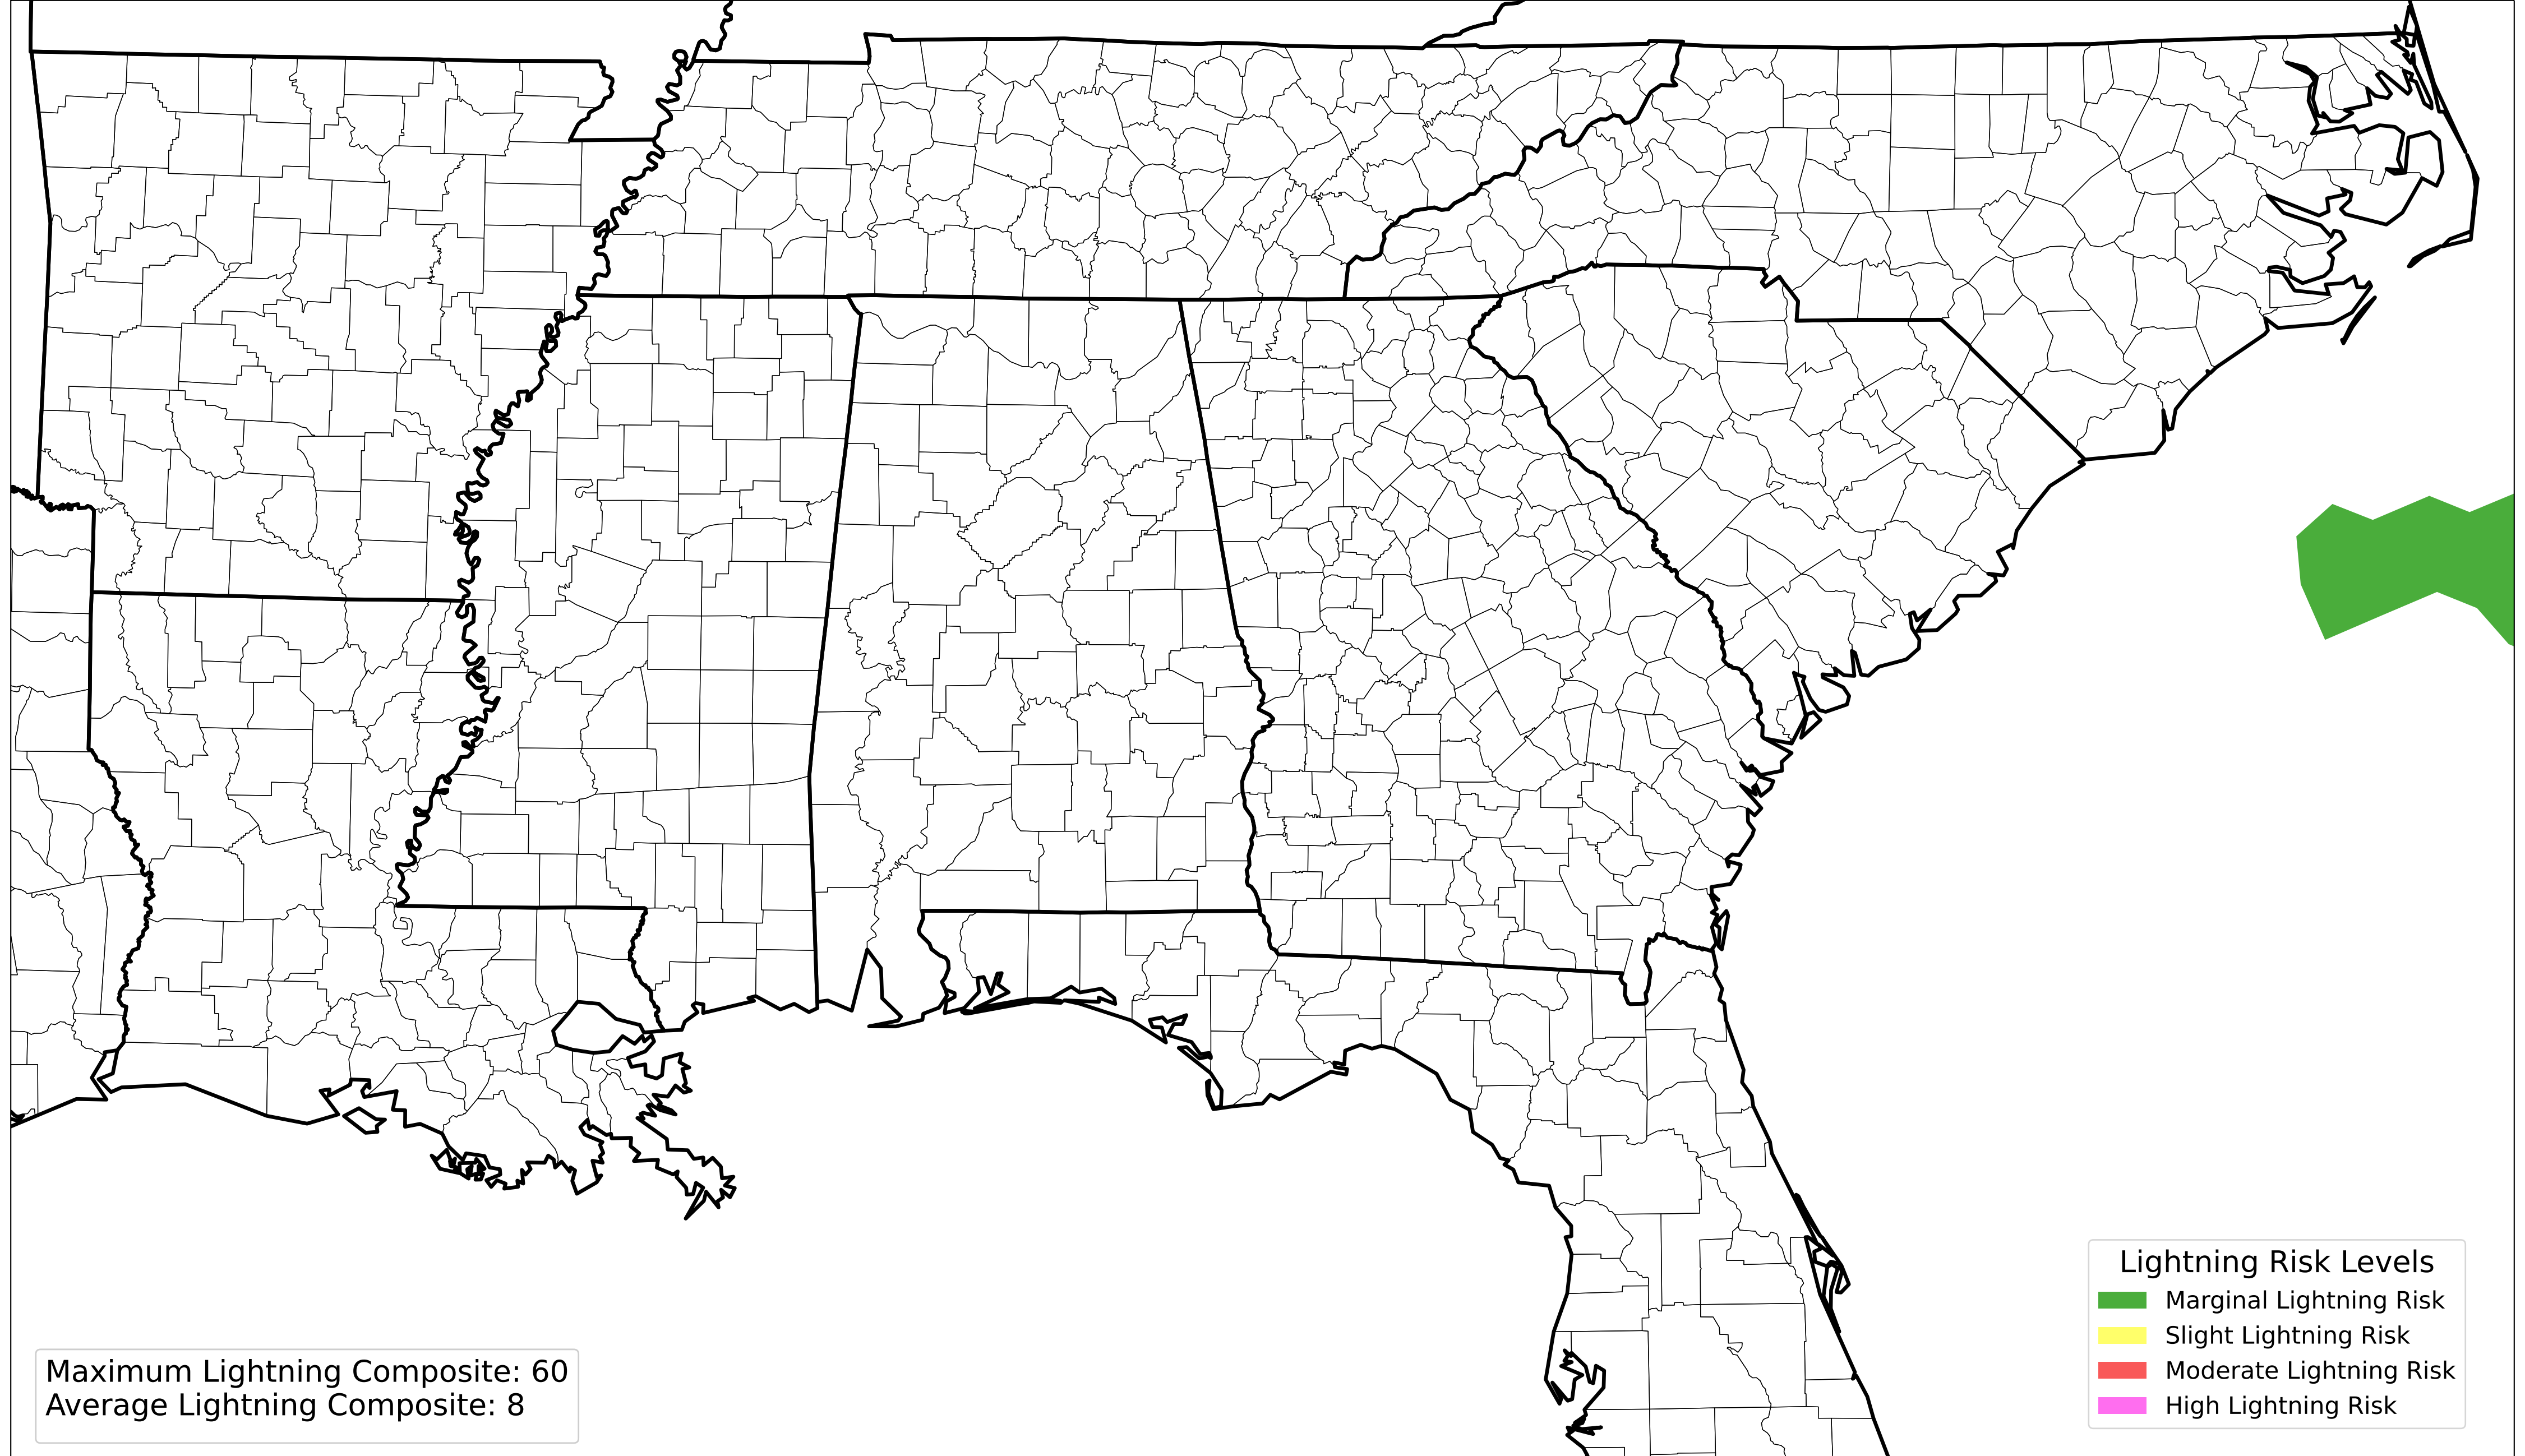 Maximum Lightning Composite: 60
Average Lightning Composite: 8
Lightning Risk Levels
Marginal Lightning Risk
Slight Lightning Risk
Moderate Lightning Risk
High Lightning Risk